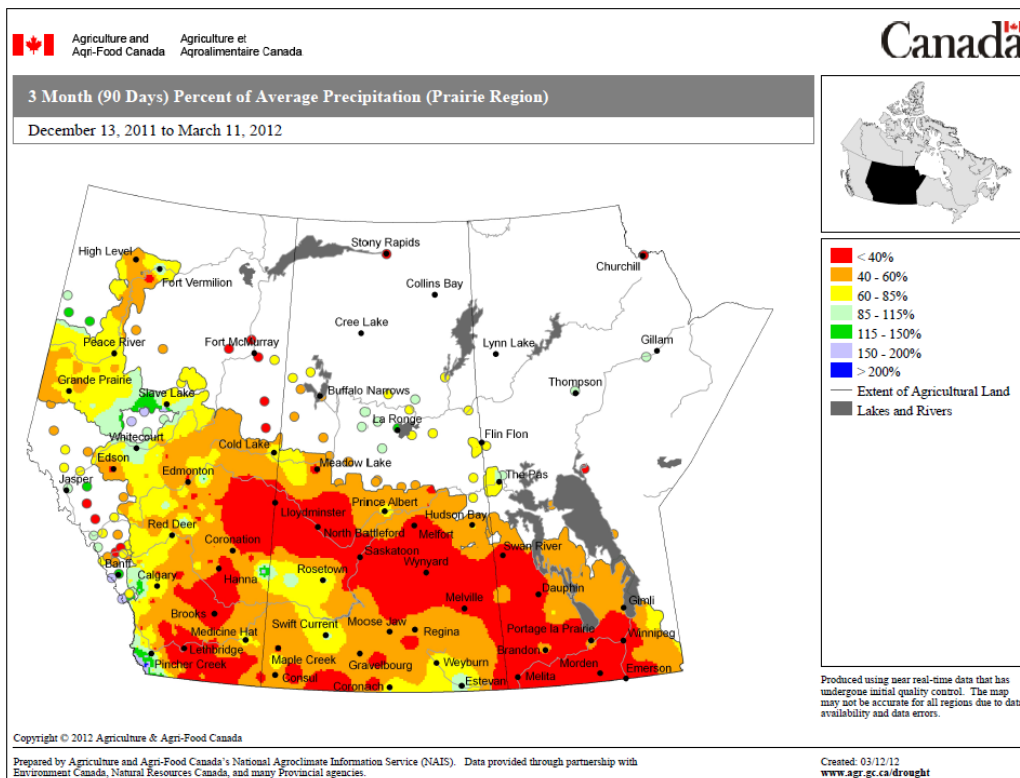 Agriculture and
Agri-Food Canada
Agriculture et
Agroalimentaire Canada
Canada
3 Month (90 Days) Percent of Average Precipitation (Prairie Region)
December 13, 2011 to March 11, 2012
< 40%
40 - 60%
60 - 85%
85 - 115%
115 - 150%
150 - 200%
> 200%
Extent of Agricultural Land
Lakes and Rivers
Stony Rapids
High Level
Churchill
Fort Vermilion
Collins Bay
Cree Lake
Peace River
Fort McMurray
Lynn Lake
Gillam
Grande Prairie
Thompson
Slave Lake
Buffalo Narrows
La Ronge
Whitecourt
Flin Flon
Cold Lake
Edson
Meadow Lake
Edmonton
The Pas
Jasper
Prince Albert
Lloydminster
Hudson Bay
Red Deer
North Battleford
Melfort
Coronation
Saskatoon
Swan River
Banff
Wynyard
Calgary
Hanna
Rosetown
Dauphin
Gimli
Brooks
Melville
Swift Current
Moose Jaw
Medicine Hat
Regina
Portage la Prairie
Winnipeg
Lethbridge
Brandon
Pincher Creek
Maple Creek
Gravelbourg
Weyburn
Morden
Emerson
Consul
Coronach
Estevan
Melita
Produced using near real-time data that has
undergone initial quality control. The map
may not be accurate for all regions due to data
availability and data errors.
Copyright © 2012 Agriculture & Agri-Food Canada
Prepared by Agriculture and Agri-Food Canada's National Agroclimate Information Service (NAIS). Data provided through partnership with
Environment Canada, Natural Resources Canada, and many Provincial agencies.
Created: 03/12/12
www.agr.gc.ca/drought